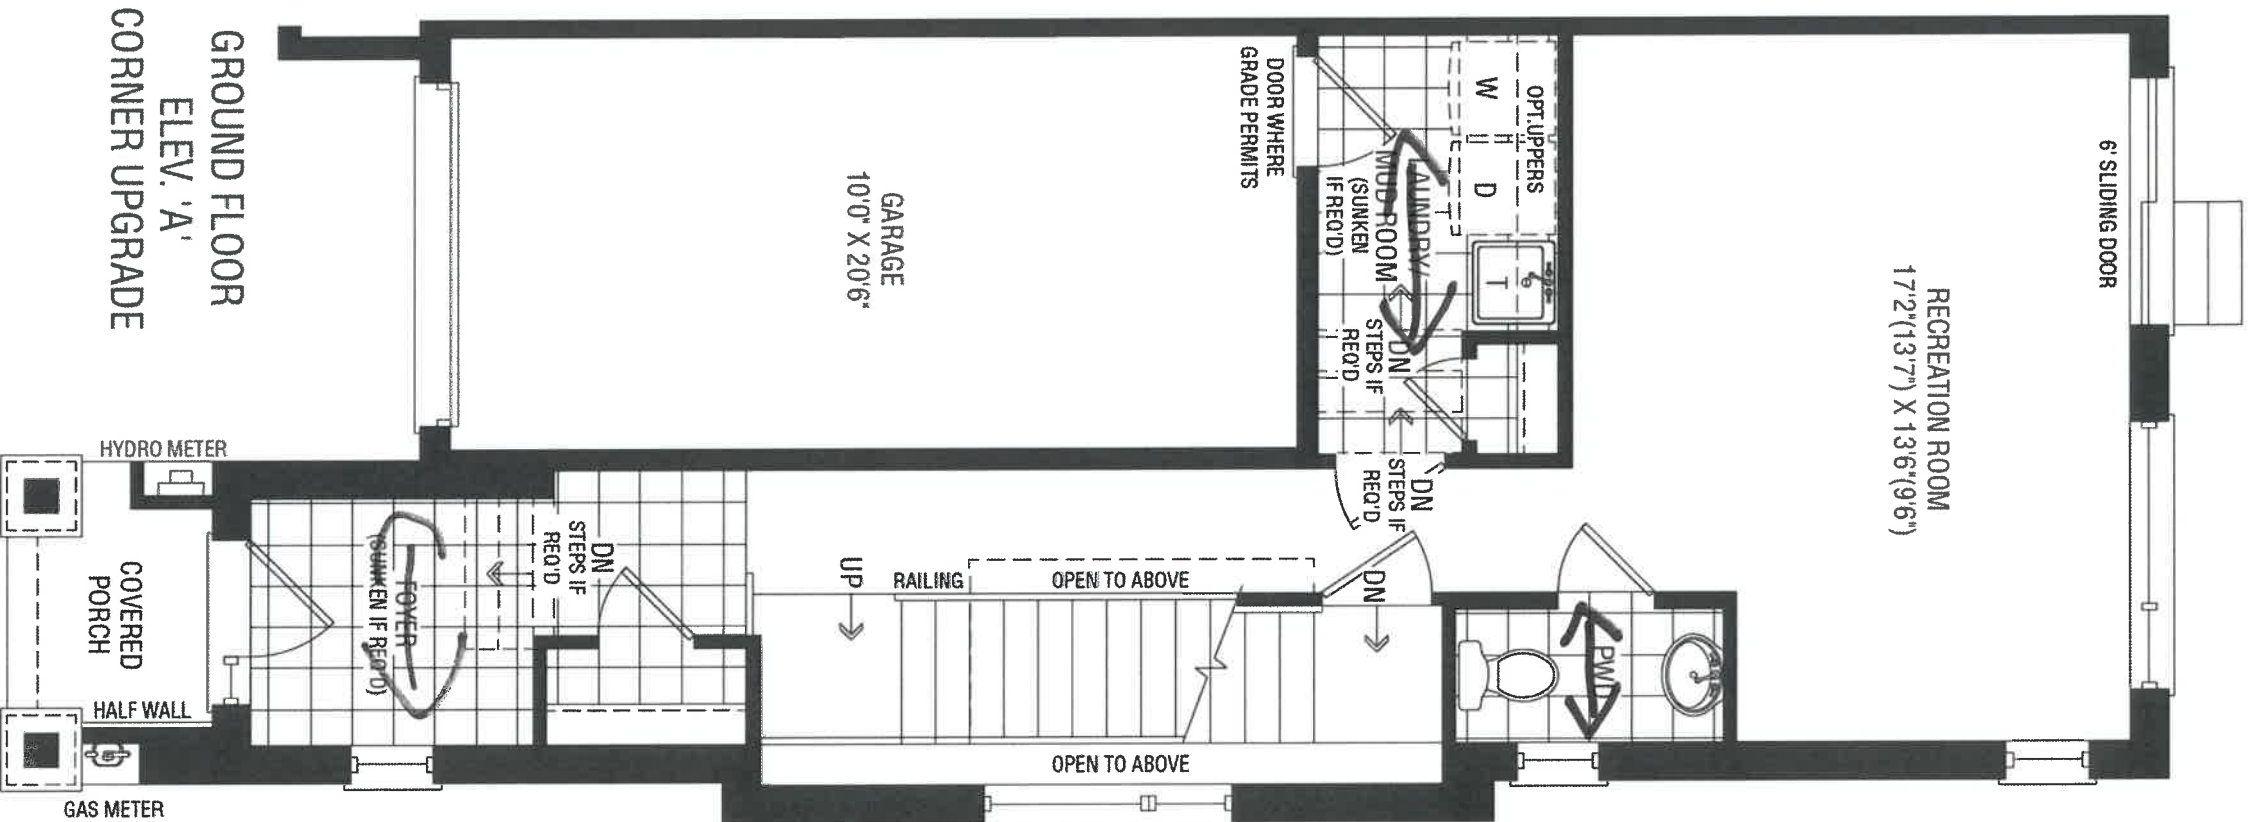 GROUND FLOOR
ELEV. 'A'
CORNER UPGRADE
6' SLIDING DOOR
RECREATION ROOM
17'2"(13'7") X 13'6"(9'6")
OPT.UPPERS
W
D
T
LAUNDRY/
MUD ROOM
(SUNKEN
IF REQ'D)
DOOR WHERE
GRADE PERMITS
DN
STEPS IF
REQ'D
DN
STEPS IF
REQ'D
GARAGE
10'0" X 20'6"
PWD
DN
OPEN TO ABOVE
RAILING
UP
OPEN TO ABOVE
DN
STEPS IF
REQ'D
FOYER
(SUNKEN IF REQ'D)
HYDRO METER
COVERED
PORCH
HALF WALL
GAS METER